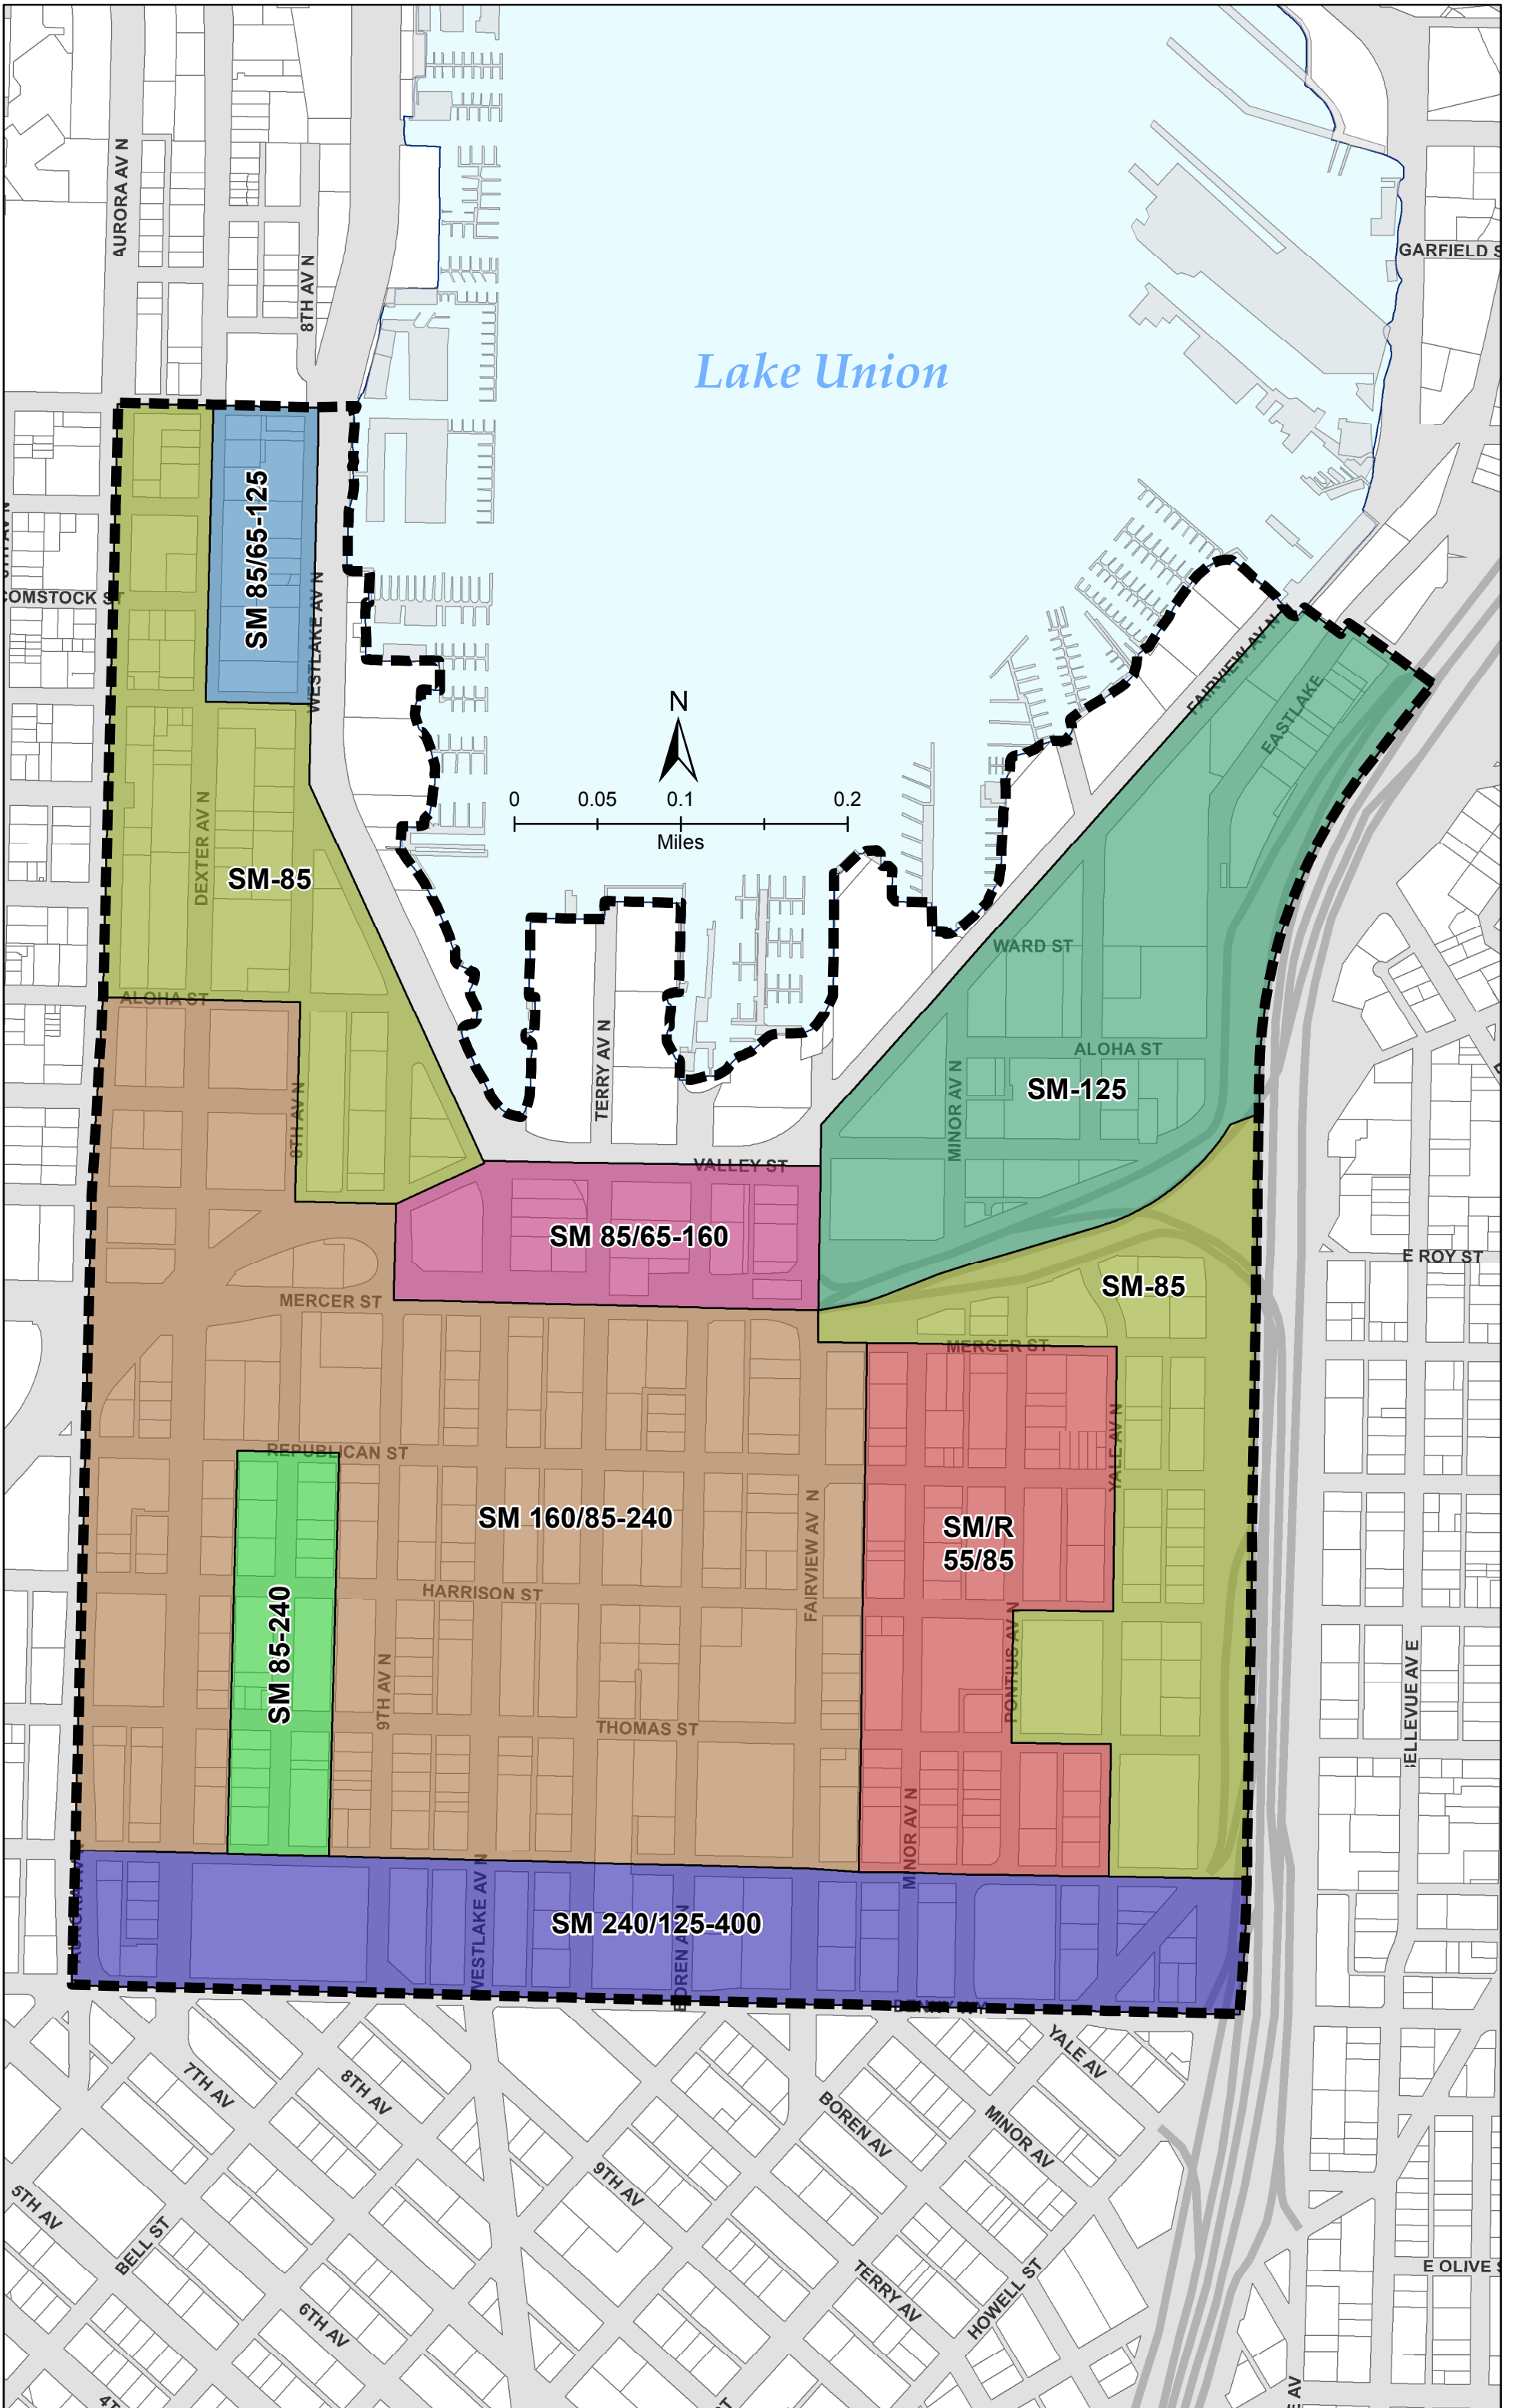 AURORA AV N
8TH AV N
GARFIELD S
Lake Union
SM 85/65-125
COMSTOCK ST
WESTLAKE AV N
FAIRVIEW AV N
EASTLAKE
N
0 0.05 0.1 0.2
Miles
DEXTER AV N
SM-85
WARD ST
ALOHA ST
TERRY AV N
ALOHA ST
MINOR AV N
SM-125
8TH AV N
VALLEY ST
SM 85/65-160
E ROY ST
SM-85
MERCER ST
MERCER ST
YALE AV N
REPUBLICAN ST
SM 160/85-240
FAIRVIEW AV N
SM/R
55/85
HARRISON ST
SM 85-240
9TH AV N
PONTIUS AV N
BELLEVUE AV E
THOMAS ST
MINOR AV N
WESTLAKE AV N
SM 240/125-400
BOREN AV N
YALE AV
7TH AV
8TH AV
BOREN AV
MINOR AV
9TH AV
5TH AV
BELL ST
TERRY AV
HOWELL ST
E OLIVE S
6TH AV